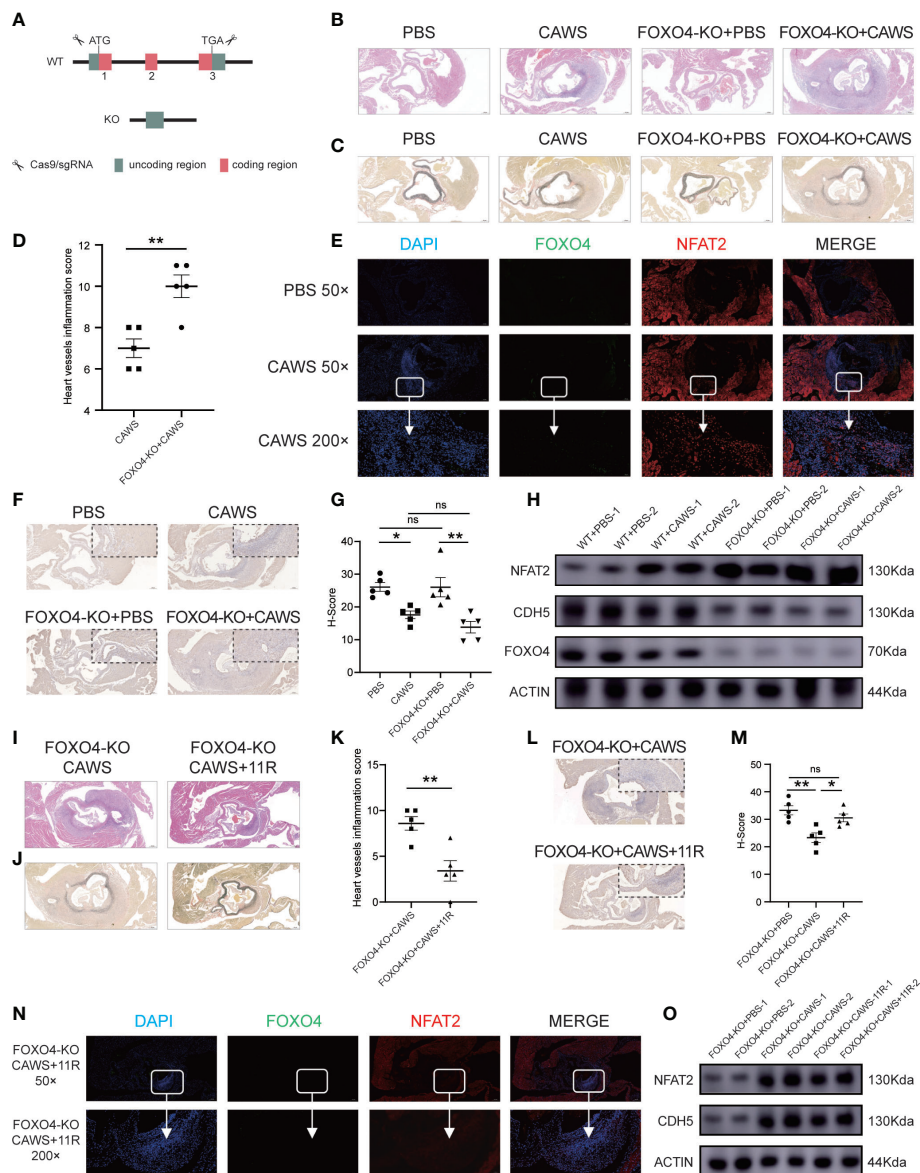 A
ATG
TGA
WT
1
2
3
KO
Cas9/sgRNA
uncoding region
coding region
B
PBS
CAWS
FOXO4-KO+PBS
FOXO4-KO+CAWS
C
PBS
CAWS
FOXO4-KO+PBS
FOXO4-KO+CAWS
D
Heart vessels inflammation score
12
10
8
6
4
**
CAWS
FOXO4-KO+CAWS
E
DAPI
FOXO4
NFAT2
MERGE
PBS 50×
CAWS 50×
CAWS 200×
F
PBS
CAWS
FOXO4-KO+PBS
FOXO4-KO+CAWS
G
H-Score
40
30
20
10
0
ns
ns
*
**
PBS
CAWS
FOXO4-KO+PBS
FOXO4-KO+CAWS
H
WT+PBS-1
WT+PBS-2
WT+CAWS-1
WT+CAWS-2
FOXO4-KO+PBS-1
FOXO4-KO+PBS-2
FOXO4-KO+CAWS-1
FOXO4-KO+CAWS-2
NFAT2
130Kda
CDH5
130Kda
FOXO4
70Kda
ACTIN
44Kda
I
FOXO4-KO
CAWS
FOXO4-KO
CAWS+11R
J
K
Heart vessels inflammation score
15
10
5
0
**
FOXO4-KO+CAWS
FOXO4-KO+CAWS+11R
L
FOXO4-KO+CAWS
FOXO4-KO+CAWS+11R
M
H-Score
50
40
30
20
10
0
ns
**
*
FOXO4-KO+PBS
FOXO4-KO+CAWS
FOXO4-KO+CAWS+11R
N
DAPI
FOXO4
NFAT2
MERGE
FOXO4-KO
CAWS+11R
50×
FOXO4-KO
CAWS+11R
200×
O
FOXO4-KO+PBS-1
FOXO4-KO+PBS-2
FOXO4-KO+CAWS-1
FOXO4-KO+CAWS-2
FOXO4-KO+CAWS-11R-1
FOXO4-KO+CAWS+11R-2
NFAT2
130Kda
CDH5
130Kda
ACTIN
44Kda